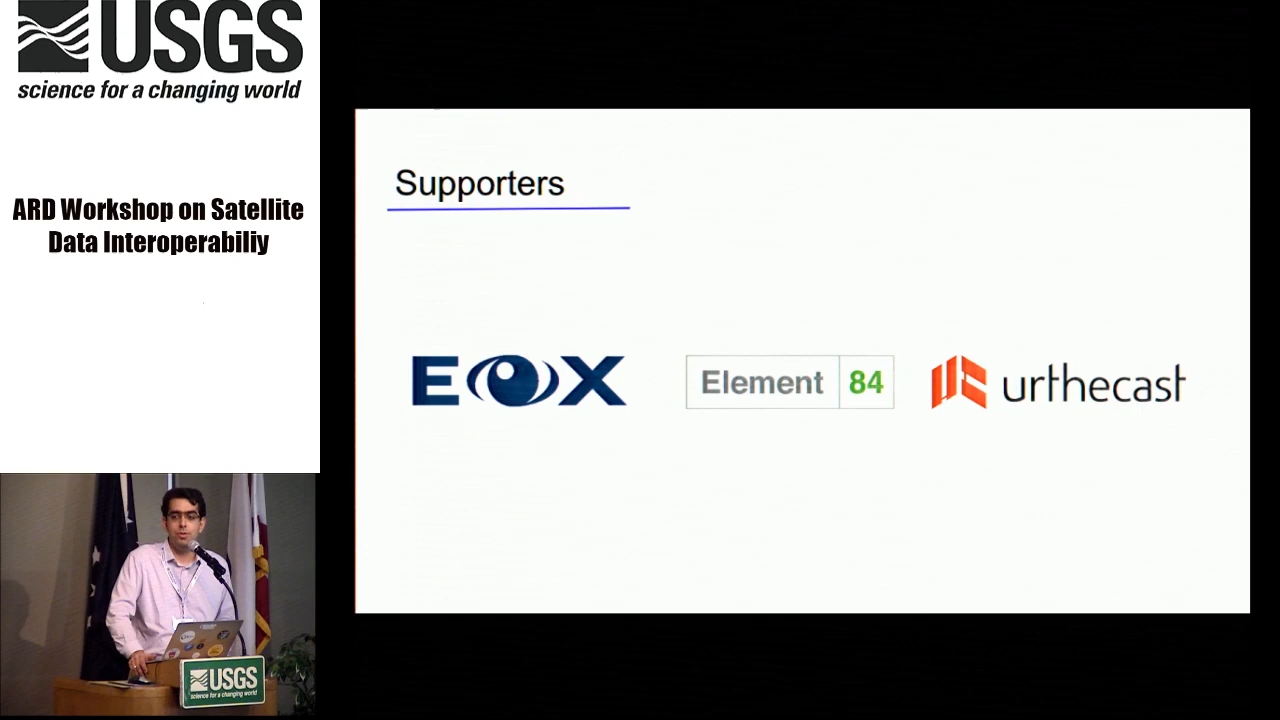 USGS
science for a changing world
ARD Workshop on Satellite
Data Interoperabiliy
Supporters
EOX
Element 84
urthecast
USGS
science for a changing world